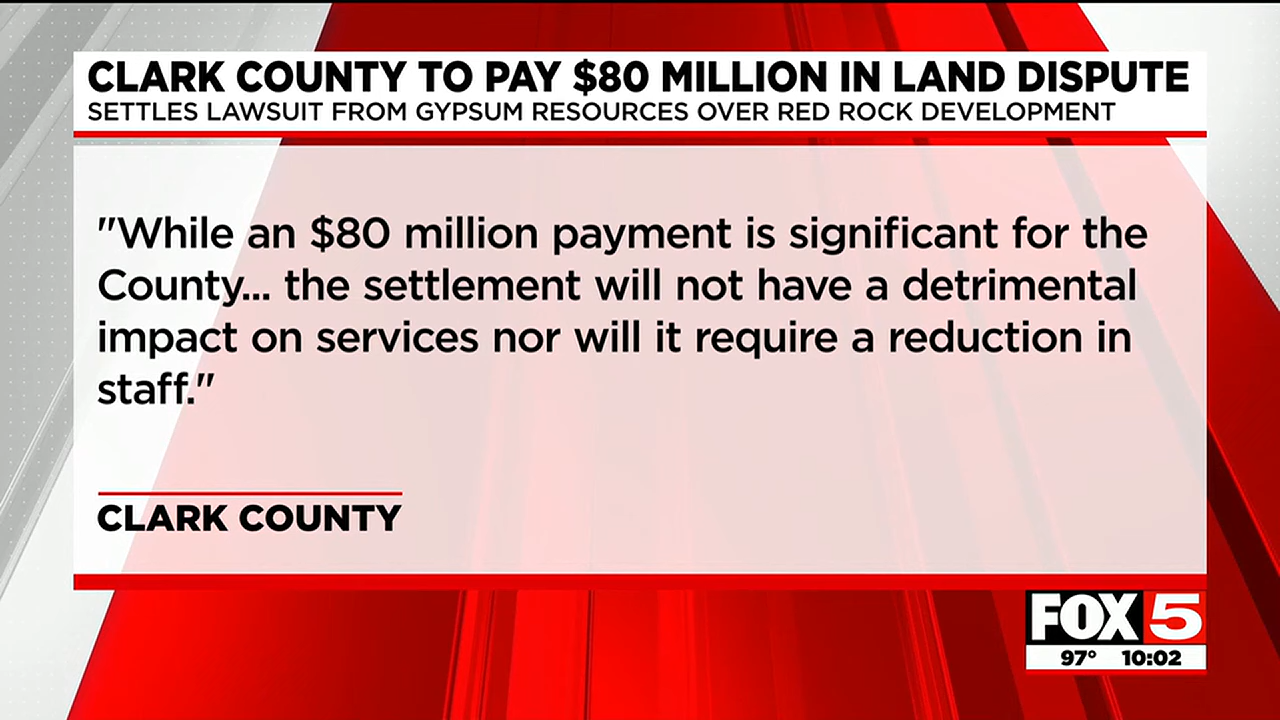 CLARK COUNTY TO PAY $80 MILLION IN LAND DISPUTE
SETTLES LAWSUIT FROM GYPSUM RESOURCES OVER RED ROCK DEVELOPMENT
"While an $80 million payment is significant for the
County... the settlement will not have a detrimental
impact on services nor will it require a reduction in
staff."
CLARK COUNTY
FOX 5
97° 10:02